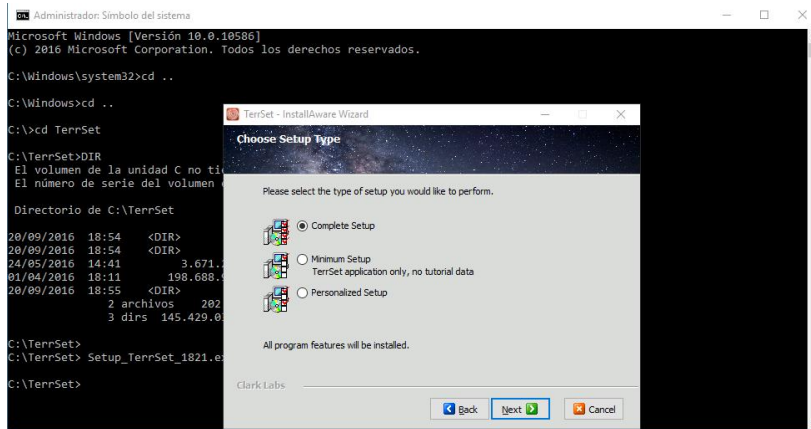 Administrador: Símbolo del sistema
Microsoft Windows [Versión 10.0.10586]
(c) 2016 Microsoft Corporation. Todos los derechos reservados.
C:\Windows\system32>cd ..
C:\Windows>cd ..
C:\>cd TerrSet
C:\TerrSet>DIR
El volumen de la unidad C no
El número de serie del volumen
Directorio de C:\TerrSet
20/09/2016 18:54 <DIR>
20/09/2016 18:54 <DIR>
24/05/2016 14:41 3.671.
01/04/2016 18:11 198.688.
20/09/2016 18:55 <DIR>
2 archivos 202
3 dirs 145.429.0
C:\TerrSet>
C:\TerrSet> Setup_TerrSet_1821.e
C:\TerrSet>
TerrSet - InstallAware Wizard
Choose Setup Type
Please select the type of setup you would like to perform.
Complete Setup
Minimum Setup
TerrSet application only, no tutorial data
Personalized Setup
All program features will be installed.
Clark Labs
Back Next Cancel